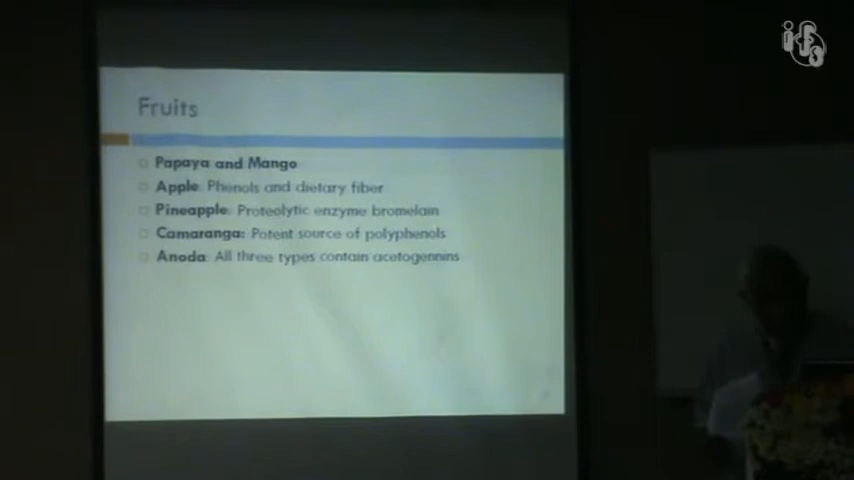 Fruits
Papaya and Mango
Apple: Phenols and dietary fiber
Pineapple: Proteolytic enzyme bromelain
Camaranga: Potent source of polyphenols
Anoda: All three types contain acetogennins